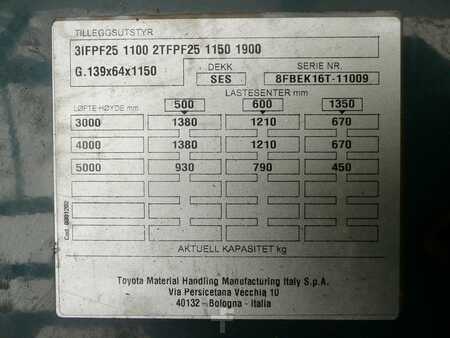 TILLEGGSUTSTYR
3IFPF25 1100 2TFPF25 1150 1900
G.139x64x1150 DEKK SERIE NR.
SES 8FBEK16T-11009
LASTESENTER mm
LØFTE-HØYDE mm 500 600 1350
3000 1380 1210 670
4000 1380 1210 670
5000 930 790 450
AKTUELL KAPASITET kg
Toyota Material Handling Manufacturing Italy S.p.A.
Via Persicetana Vecchia 10
40132 - Bologna - Italia